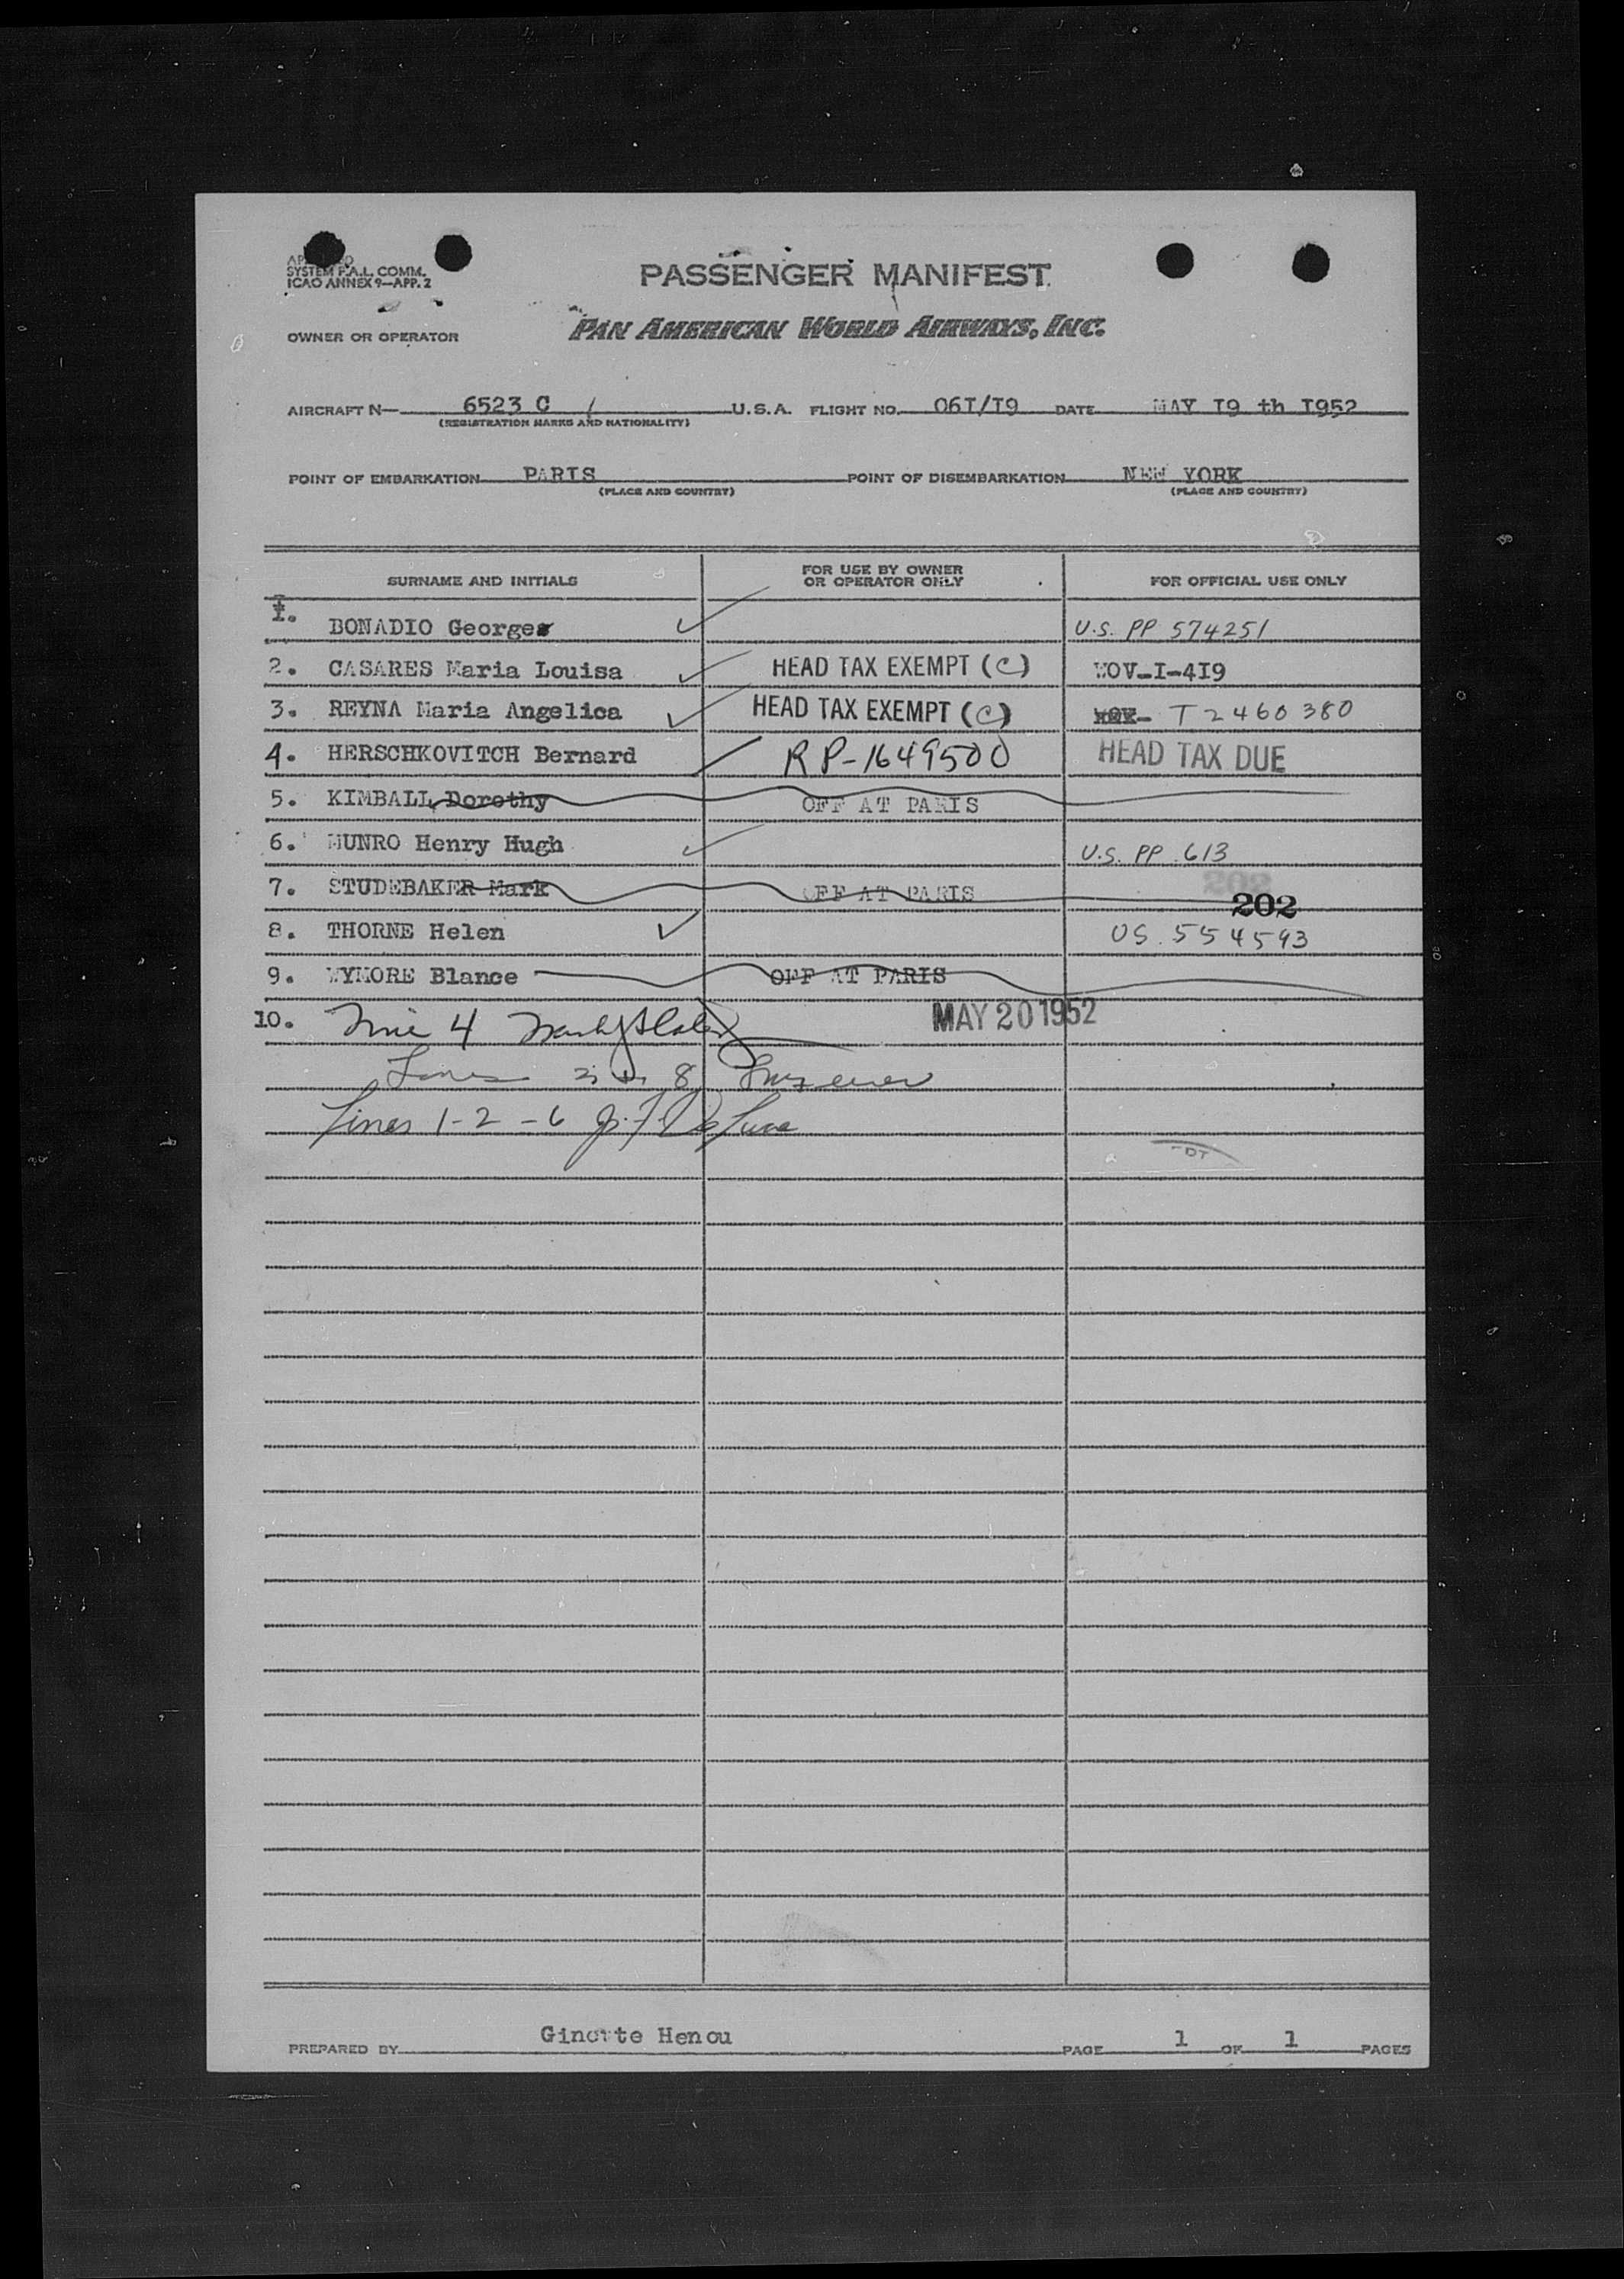 SYSTEM F.A.L. COMM.
ICAO ANNEX 9—APP. 2
PASSENGER MANIFEST
OWNER OR OPERATOR PAN AMERICAN WORLD AIRWAYS, INC.
AIRCRAFT N— 6523 C U.S.A. FLIGHT NO. 06I/I9 DATE MAY I9 th I952
(REGISTRATION MARKS AND NATIONALITY)
POINT OF EMBARKATION PARIS POINT OF DISEMBARKATION NEW YORK
(PLACE AND COUNTRY) (PLACE AND COUNTRY)
SURNAME AND INITIALS FOR USE BY OWNER OR OPERATOR ONLY FOR OFFICIAL USE ONLY
1. BONADIO George U.S. PP 574251
2. CASARES Maria Louisa HEAD TAX EXEMPT (C) WOV-I-4I9
3. REYNA Maria Angelica HEAD TAX EXEMPT (C) T 2460380
4. HERSCHKOVITCH Bernard RP-1649500 HEAD TAX DUE
5. KIMBALL Dorothy OFF AT PARIS
6. MUNRO Henry Hugh U.S. PP 613
7. STUDEBAKER Mark OFF AT PARIS 202
8. THORNE Helen US. 554593
9. WYMORE Blance OFF AT PARIS
10. 4 MAY 20 1952
8
Lines 1-2-6
PREPARED BY Ginette Henou PAGE 1 OF 1 PAGES